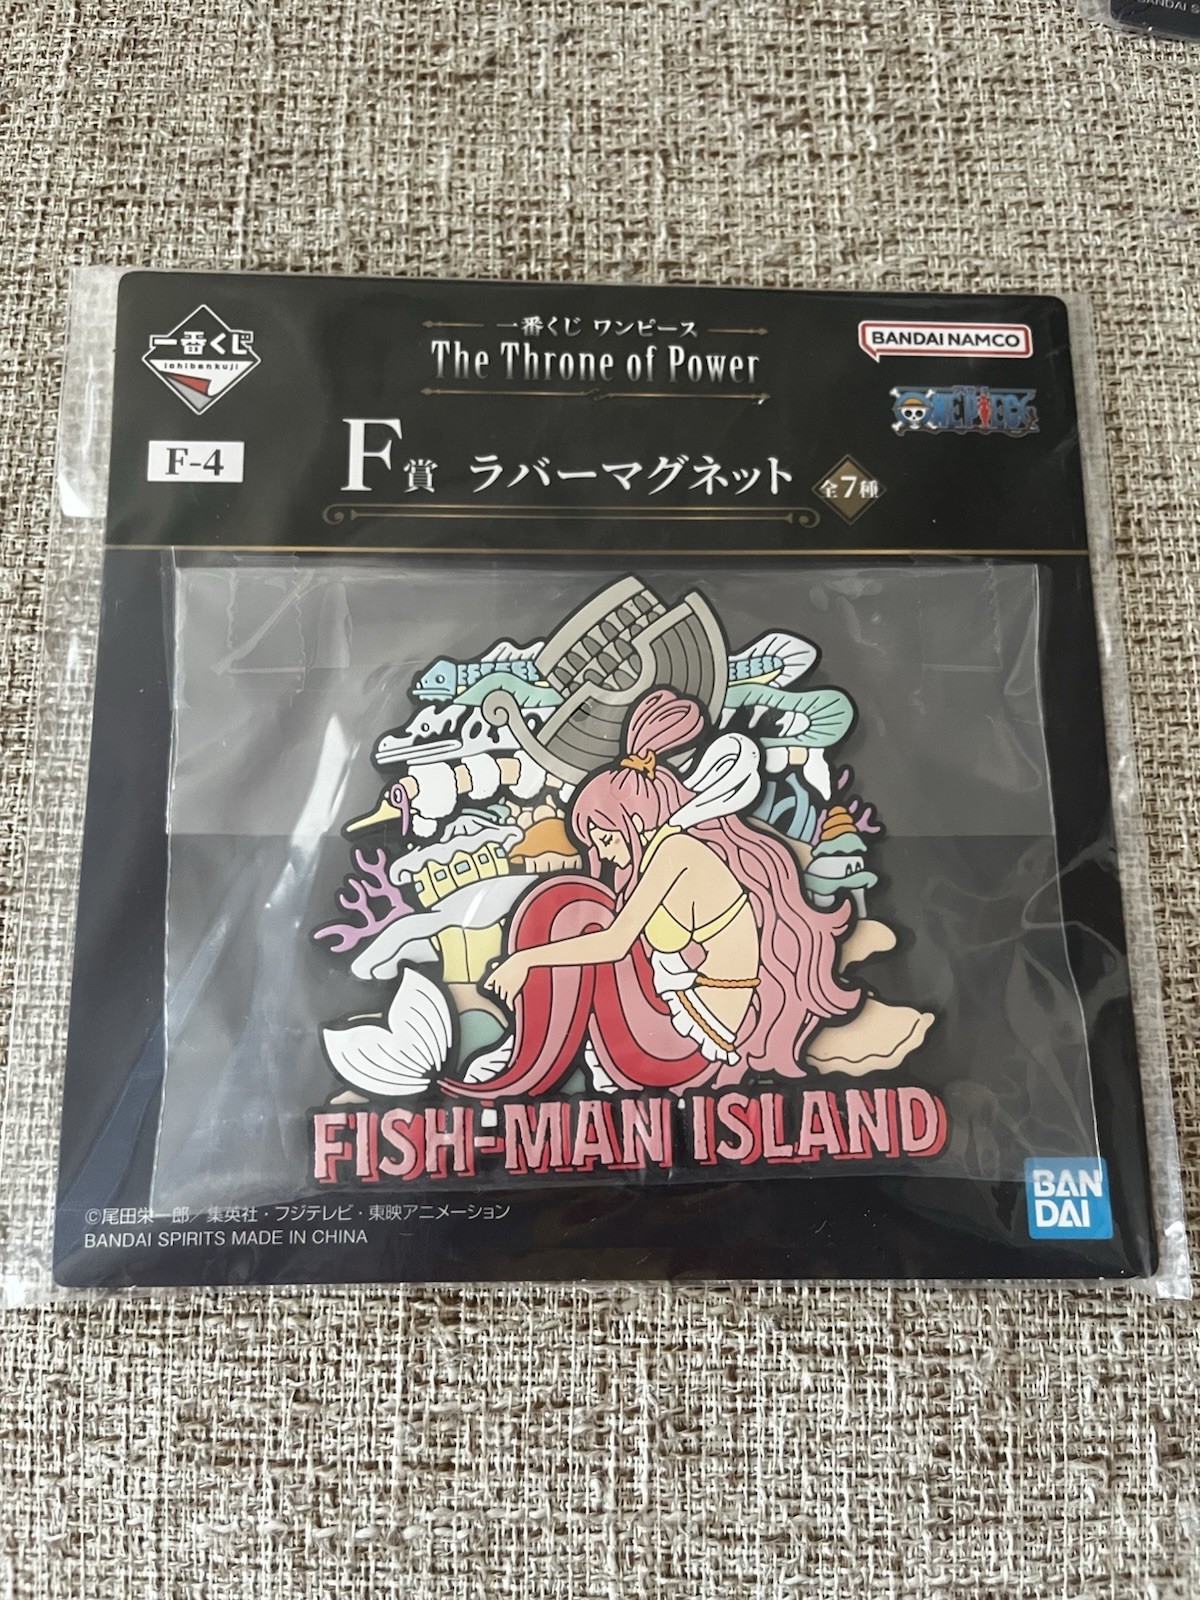 BANDAI S
一番くじ
ichibankuji
一番くじ ワンピース
The Throne of Power
BANDAI NAMCO
ONE PIECE
F-4
F賞 ラバーマグネット 全7種
FISH-MAN ISLAND
©尾田栄一郎／集英社・フジテレビ・東映アニメーション
BANDAI SPIRITS MADE IN CHINA
BAN
DAI